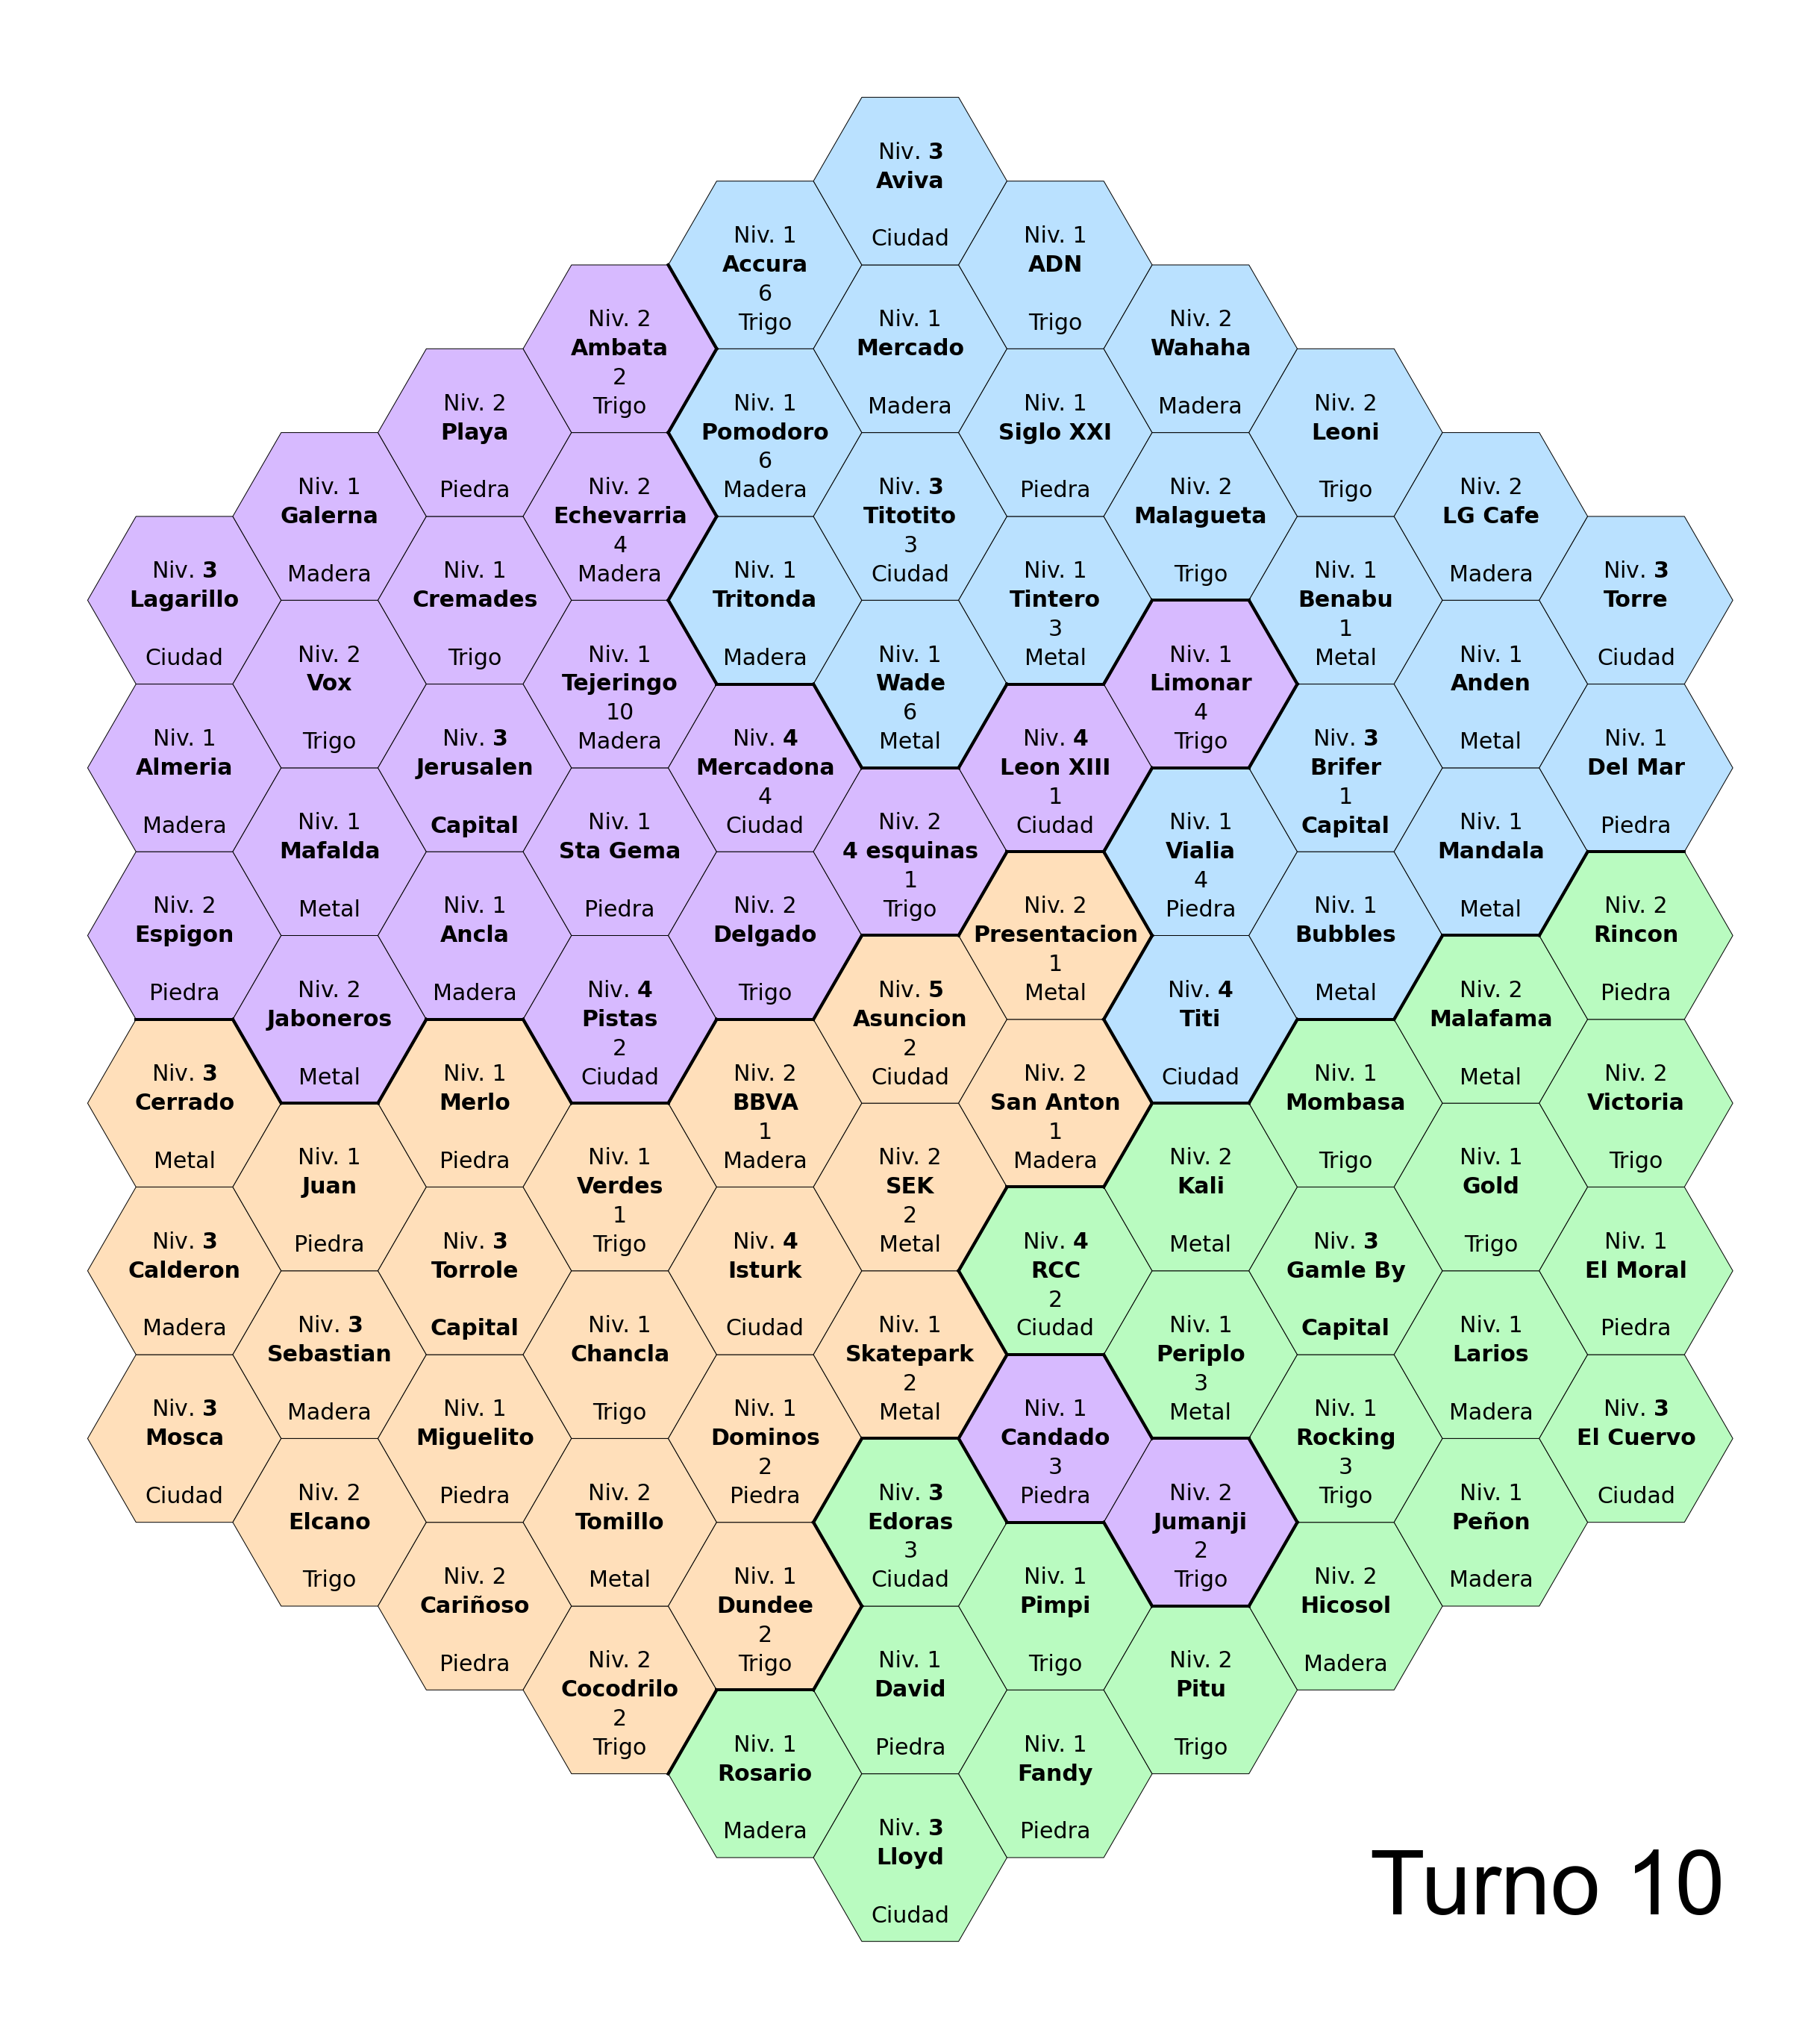 Niv. 3
Aviva
Ciudad
Niv. 1
Accura
6
Trigo
Niv. 1
ADN
Trigo
Niv. 2
Ambata
2
Trigo
Niv. 1
Mercado
Madera
Niv. 2
Wahaha
Madera
Niv. 2
Playa
Piedra
Niv. 1
Pomodoro
6
Madera
Niv. 1
Siglo XXI
Piedra
Niv. 2
Leoni
Trigo
Niv. 1
Galerna
Madera
Niv. 2
Echevarria
4
Madera
Niv. 3
Titotito
3
Ciudad
Niv. 2
Malagueta
Trigo
Niv. 2
LG Cafe
Madera
Niv. 3
Lagarillo
Ciudad
Niv. 1
Cremades
Trigo
Niv. 1
Tritonda
Madera
Niv. 1
Tintero
3
Metal
Niv. 1
Benabu
1
Metal
Niv. 3
Torre
Ciudad
Niv. 2
Vox
Trigo
Niv. 1
Tejeringo
10
Madera
Niv. 1
Wade
6
Metal
Niv. 1
Limonar
4
Trigo
Niv. 1
Anden
Metal
Niv. 1
Almeria
Madera
Niv. 3
Jerusalen
Capital
Niv. 4
Mercadona
4
Ciudad
Niv. 4
Leon XIII
1
Ciudad
Niv. 3
Brifer
1
Capital
Niv. 1
Del Mar
Piedra
Niv. 1
Mafalda
Metal
Niv. 1
Sta Gema
Piedra
Niv. 2
4 esquinas
1
Trigo
Niv. 1
Vialia
4
Piedra
Niv. 1
Mandala
Metal
Niv. 2
Espigon
Piedra
Niv. 1
Ancla
Madera
Niv. 2
Delgado
Trigo
Niv. 2
Presentacion
1
Metal
Niv. 1
Bubbles
Metal
Niv. 2
Rincon
Piedra
Niv. 2
Jaboneros
Metal
Niv. 4
Pistas
2
Ciudad
Niv. 5
Asuncion
2
Ciudad
Niv. 4
Titi
Ciudad
Niv. 2
Malafama
Metal
Niv. 3
Cerrado
Metal
Niv. 1
Merlo
Piedra
Niv. 2
BBVA
1
Madera
Niv. 2
San Anton
1
Madera
Niv. 1
Mombasa
Trigo
Niv. 2
Victoria
Trigo
Niv. 1
Juan
Piedra
Niv. 1
Verdes
1
Trigo
Niv. 2
SEK
2
Metal
Niv. 2
Kali
Metal
Niv. 1
Gold
Trigo
Niv. 3
Calderon
Madera
Niv. 3
Torrole
Capital
Niv. 4
Isturk
Ciudad
Niv. 4
RCC
2
Ciudad
Niv. 3
Gamle By
Capital
Niv. 1
El Moral
Piedra
Niv. 3
Sebastian
Madera
Niv. 1
Chancla
Trigo
Niv. 1
Skatepark
2
Metal
Niv. 1
Periplo
3
Metal
Niv. 1
Larios
Madera
Niv. 3
Mosca
Ciudad
Niv. 1
Miguelito
Piedra
Niv. 1
Dominos
2
Piedra
Niv. 1
Candado
3
Piedra
Niv. 1
Rocking
3
Trigo
Niv. 3
El Cuervo
Ciudad
Niv. 2
Elcano
Trigo
Niv. 2
Tomillo
Metal
Niv. 3
Edoras
3
Ciudad
Niv. 2
Jumanji
2
Trigo
Niv. 1
Peñon
Madera
Niv. 2
Cariñoso
Piedra
Niv. 1
Dundee
2
Trigo
Niv. 1
Pimpi
Trigo
Niv. 2
Hicosol
Madera
Niv. 2
Cocodrilo
2
Trigo
Niv. 1
David
Piedra
Niv. 2
Pitu
Trigo
Niv. 1
Rosario
Madera
Niv. 1
Fandy
Piedra
Niv. 3
Lloyd
Ciudad
Turno 10